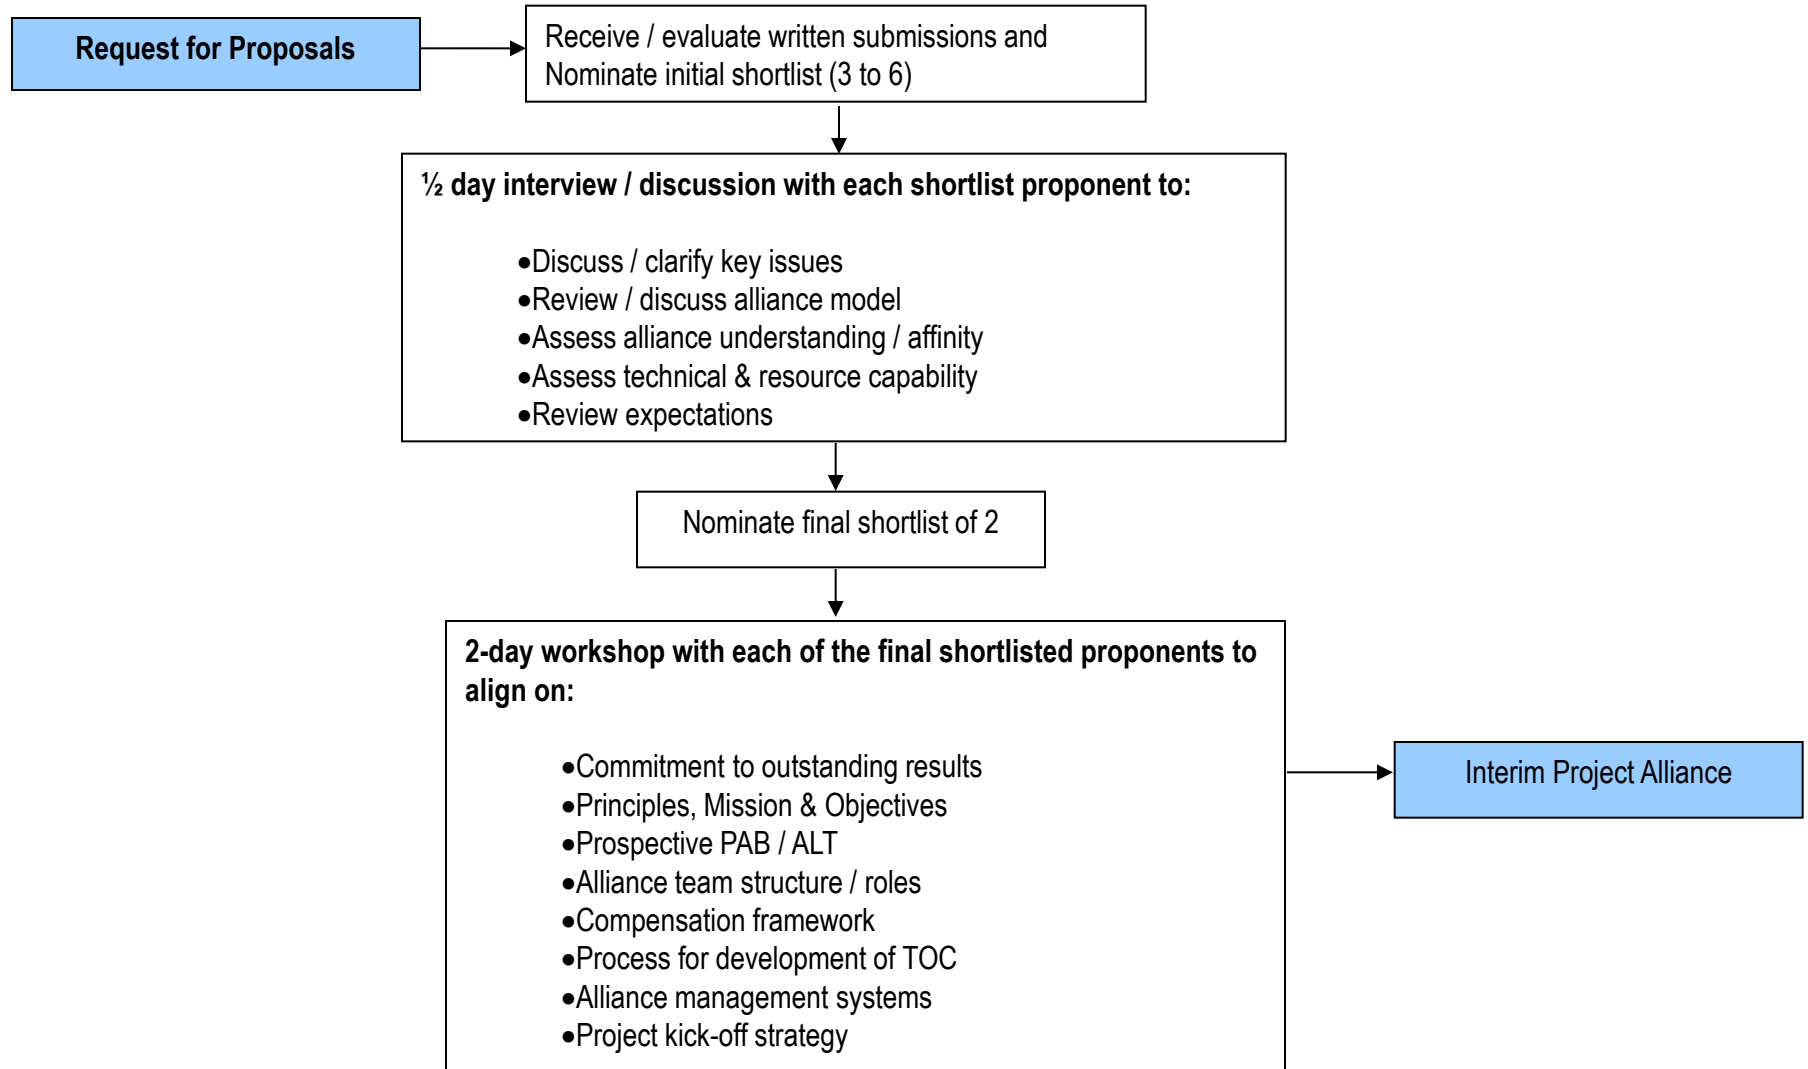 Request for Proposals
Receive / evaluate written submissions and
Nominate initial shortlist (3 to 6)
½ day interview / discussion with each shortlist proponent to:
•Discuss / clarify key issues
•Review / discuss alliance model
•Assess alliance understanding / affinity
•Assess technical & resource capability
•Review expectations
Nominate final shortlist of 2
2-day workshop with each of the final shortlisted proponents to
align on:
•Commitment to outstanding results
•Principles, Mission & Objectives
•Prospective PAB / ALT
•Alliance team structure / roles
•Compensation framework
•Process for development of TOC
•Alliance management systems
•Project kick-off strategy
Interim Project Alliance